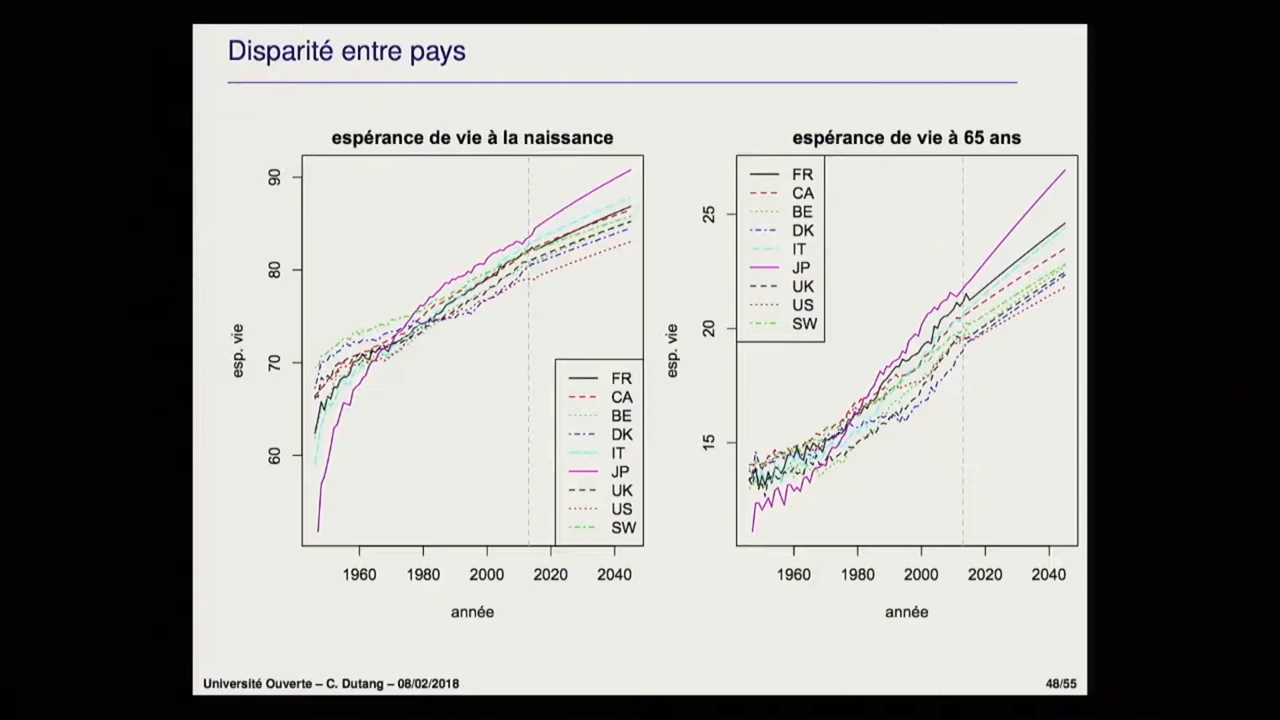 Disparité entre pays
espérance de vie à la naissance
esp. vie
90
80
70
60
1960 1980 2000 2020 2040
année
FR
CA
BE
DK
IT
JP
UK
US
SW
espérance de vie à 65 ans
esp. vie
25
20
15
1960 1980 2000 2020 2040
année
FR
CA
BE
DK
IT
JP
UK
US
SW
Université Ouverte – C. Dutang – 08/02/2018
48/55